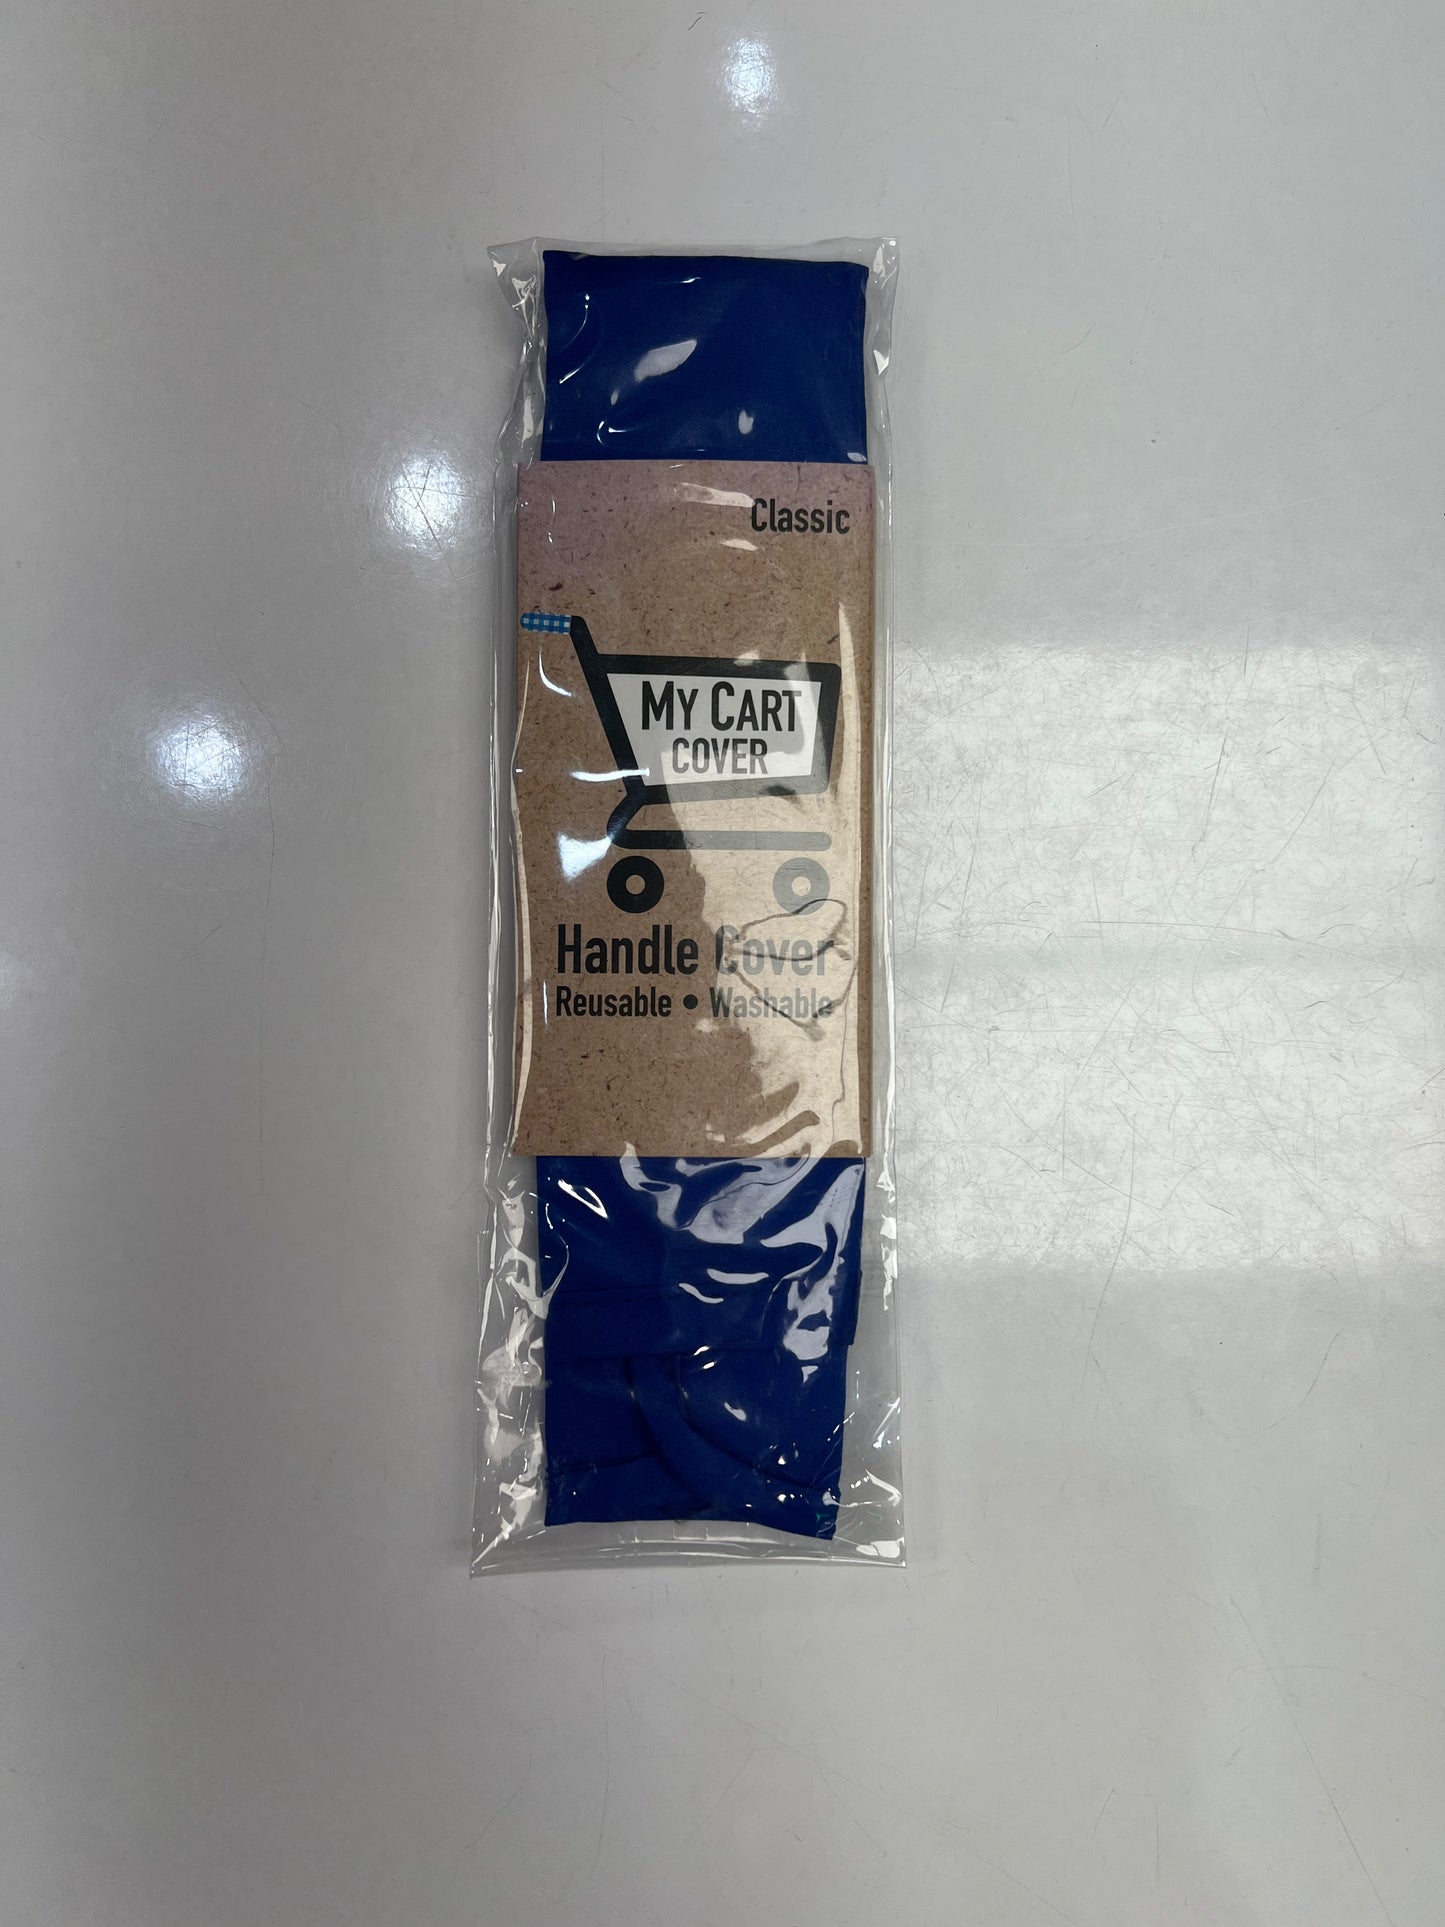 Classic
MY CART
COVER
Handle Cover
Reusable • Washable